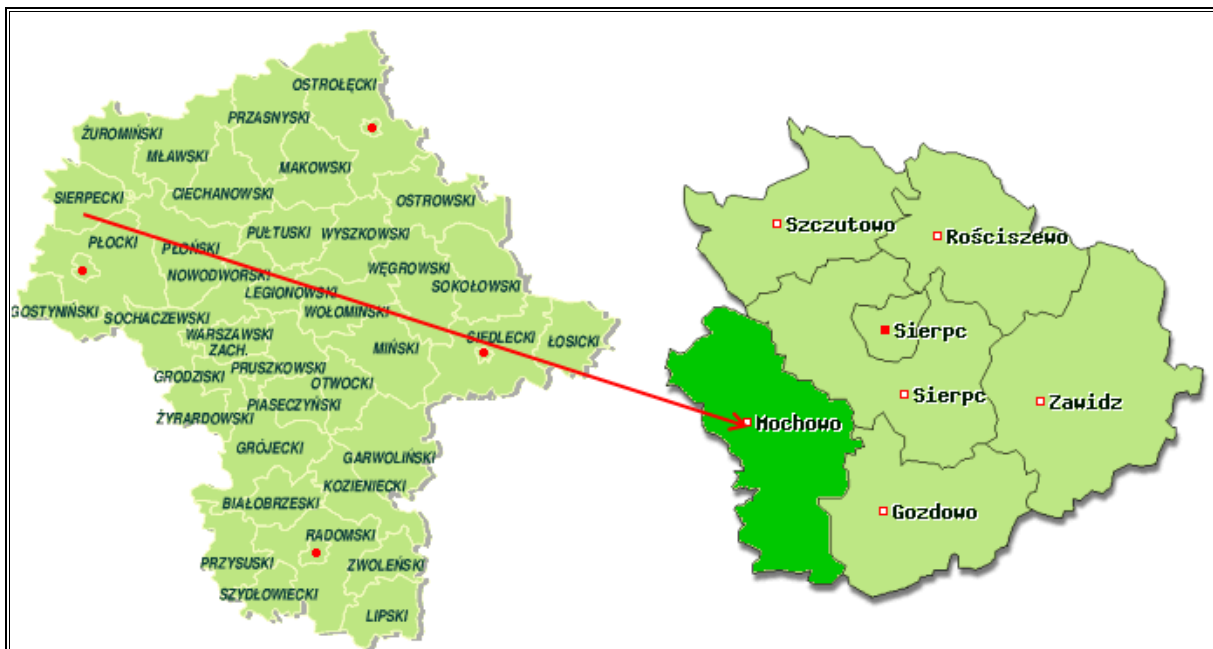 OSTROŁĘCKI
PRZASNYSKI
ŻUROMIŃSKI
MŁAWSKI
MAKOWSKI
CIECHANOWSKI
SIERPECKI
OSTROWSKI
PŁOCKI
PŁOŃSKI
PUŁTUSKI
WYSZKOWSKI
NOWODWORSKI
WĘGROWSKI
SOKOŁOWSKI
LEGIONOWSKI
GOSTYNIŃSKI
SOCHACZEWSKI
WOŁOMIŃSKI
WARSZAWSKI
ZACH.
SIEDLECKI
ŁOSICKI
MIŃSKI
PRUSZKOWSKI
GRODZISKI
OTWOCKI
PIASECZYŃSKI
ŻYRARDOWSKI
GRÓJECKI
GARWOLIŃSKI
KOZIENICKI
BIAŁOBRZESKI
RADOMSKI
PRZYSUSKI
ZWOLEŃSKI
SZYDŁOWIECKI
LIPSKI
Szczutowo
Rościszewo
Sierpc
Sierpc
Zawidz
Mochowo
Gozdowo